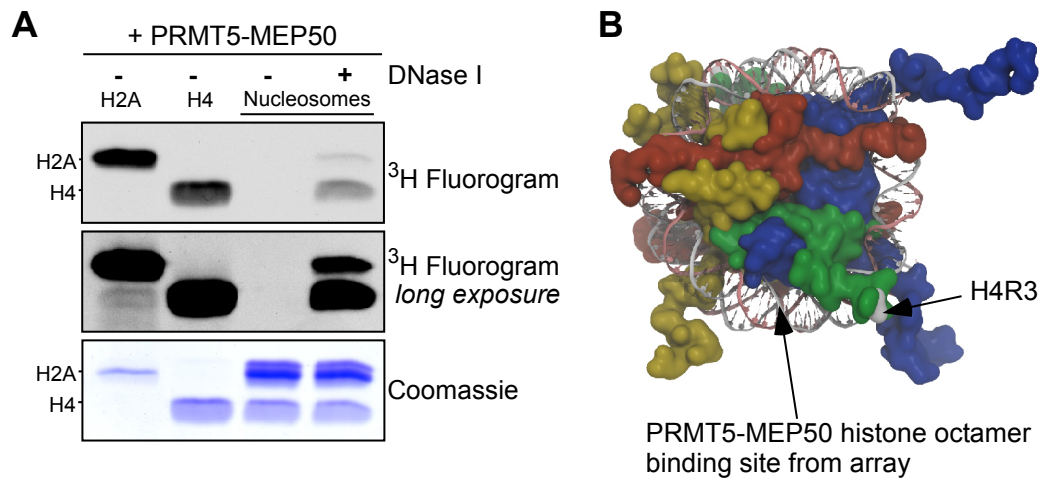 A
+ PRMT5-MEP50
- - - + DNase I
H2A H4 Nucleosomes
H2A
H4
³H Fluorogram
³H Fluorogram
long exposure
H2A
H4
Coomassie
B
H4R3
PRMT5-MEP50 histone octamer
binding site from array